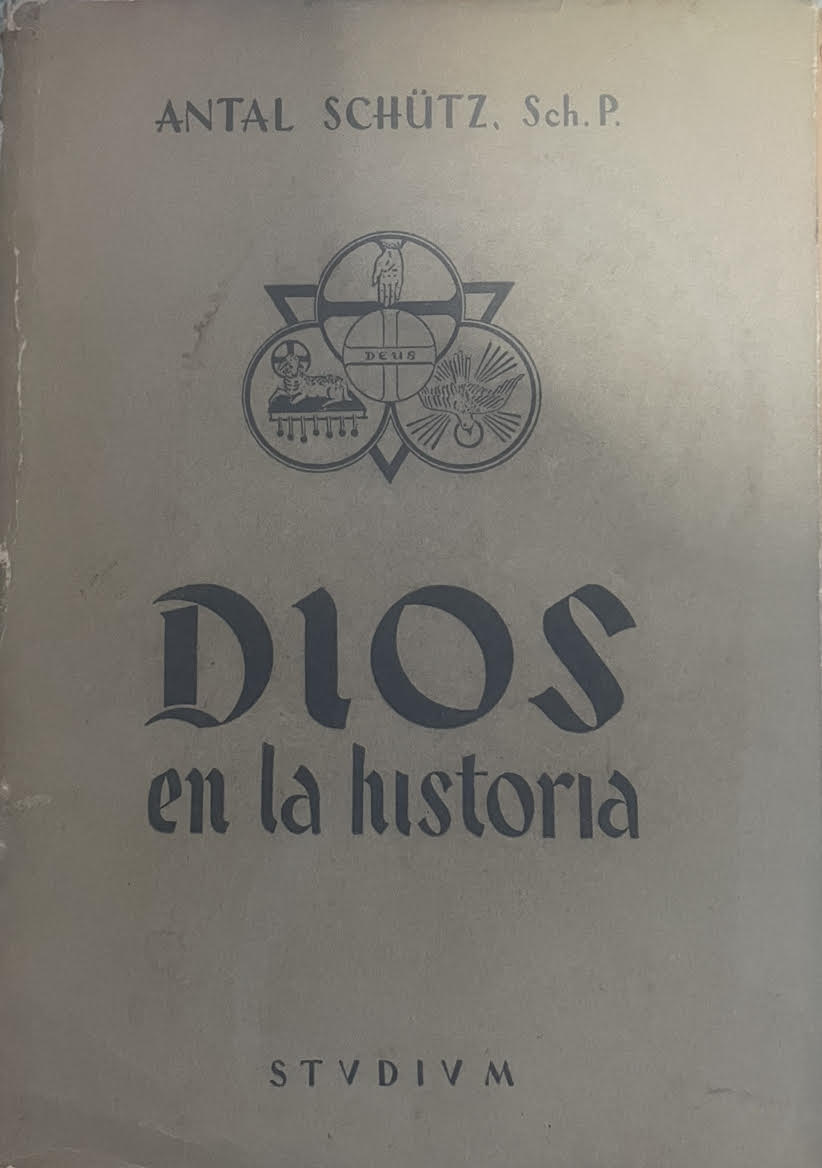 ANTAL SCHÜTZ, Sch. P.
DEUS
DIOS
en la historia
STVDIVM